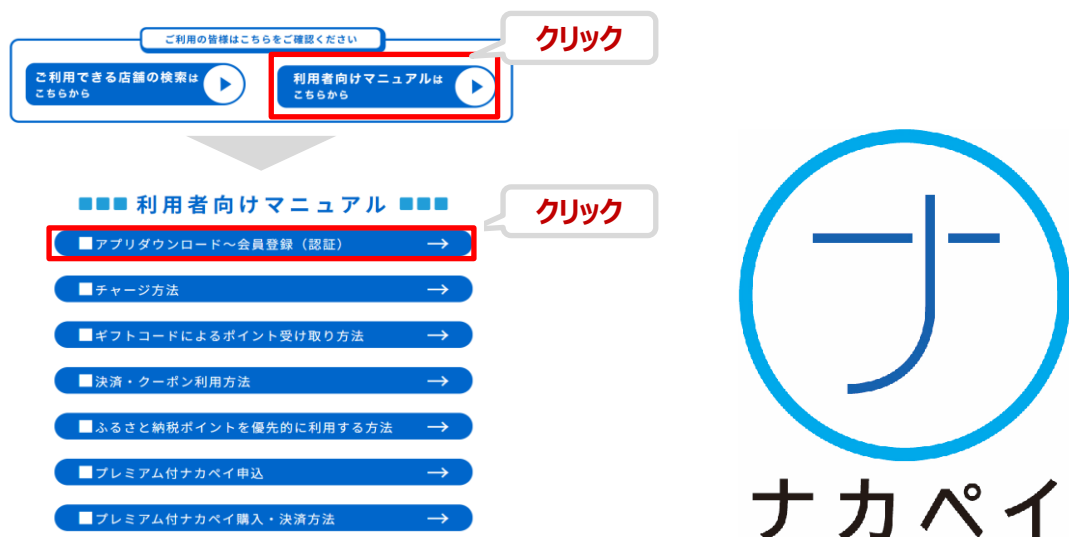 ご利用の皆様はこちらをご確認ください
クリック
ご利用できる店舗の検索は
こちらから
利用者向けマニュアルは
こちらから
利用者向けマニュアル
クリック
アプリダウンロード～会員登録（認証）
チャージ方法
ギフトコードによるポイント受け取り方法
決済・クーポン利用方法
ふるさと納税ポイントを優先的に利用する方法
プレミアム付ナカペイ申込
プレミアム付ナカペイ購入・決済方法
ナ
ナカペイ